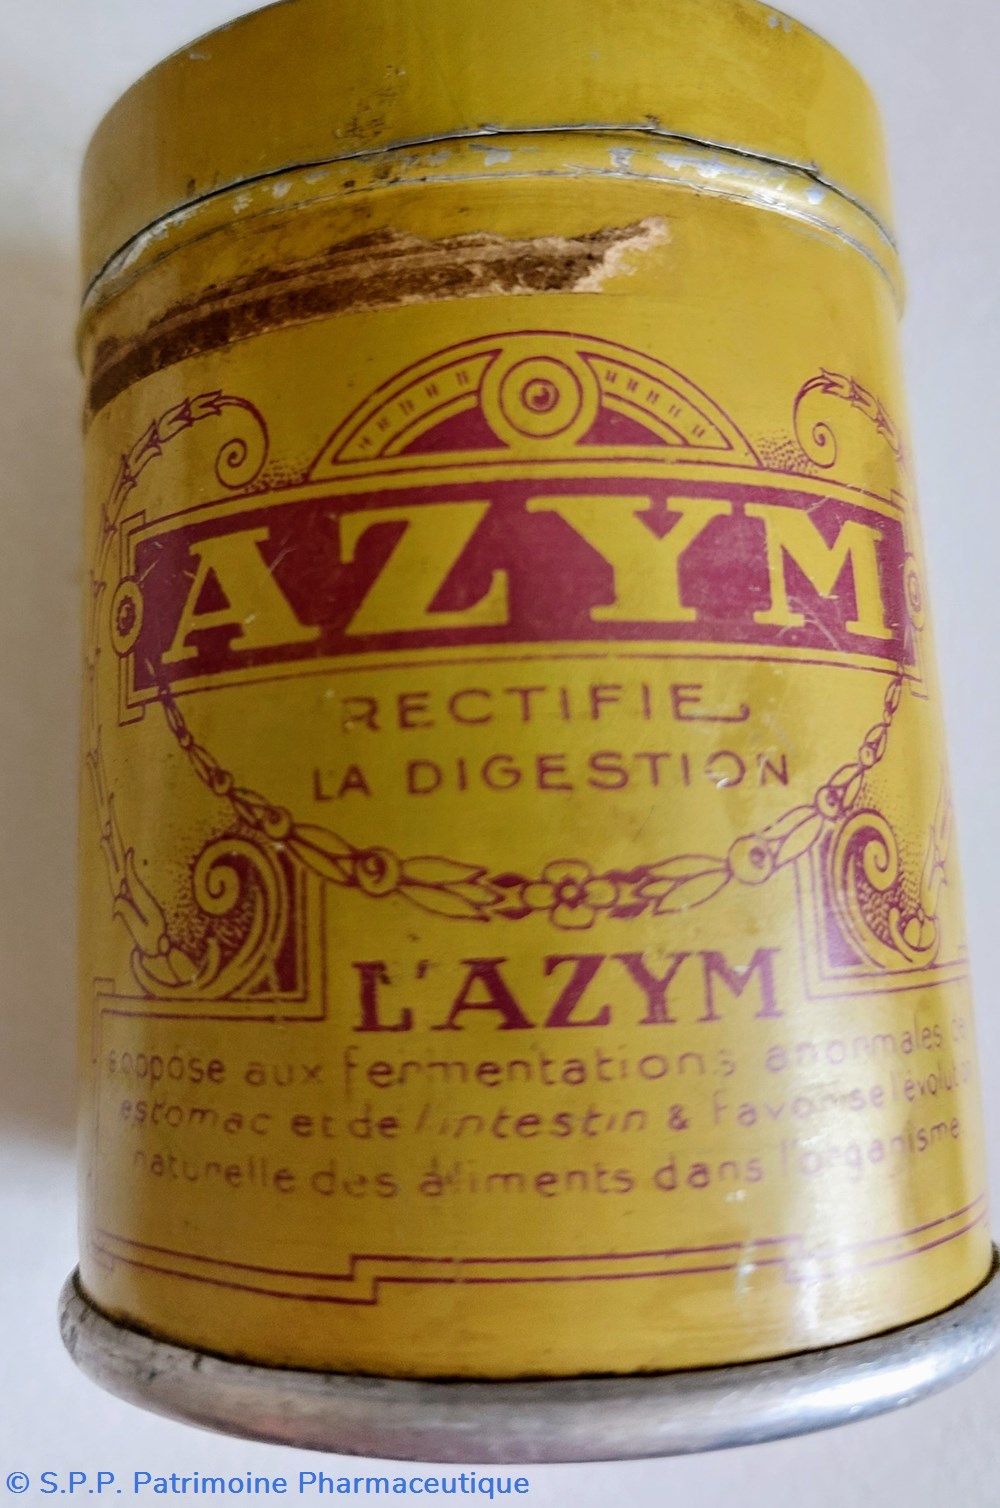 AZYM
RECTIFIE
LA DIGESTION
L'AZYM
s'oppose aux fermentations anormales de
estomac et de l'intestin & favorise l'évolution
naturelle des aliments dans l'organisme
© S.P.P. Patrimoine Pharmaceutique